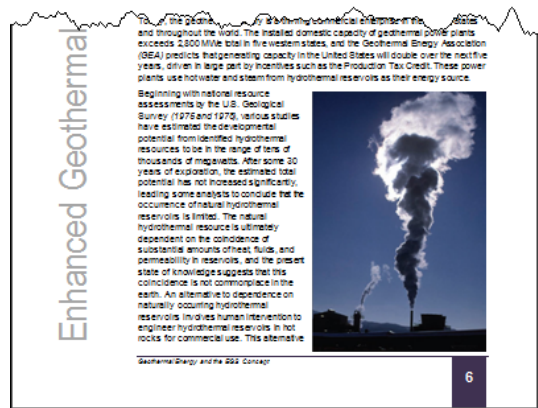 Enhanced Geothermal
and throughout the world. The installed domestic capacity of geothermal power plants
exceeds 2,800 MWe total in five western states, and the Geothermal Energy Association
(GEA) predicts that generating capacity in the United States will double over the next five
years, driven in large part by incentives such as the Production Tax Credit. These power
plants use hot water and steam from hydrothermal reservoirs as their energy source.
Beginning with national resource
assessments by the U.S. Geological
Survey (1975 and 1978), various studies
have estimated the developmental
potential from identified hydrothermal
resources to be in the range of tens of
thousands of megawatts. After some 30
years of exploration, the estimated total
potential has not increased significantly,
leading some analysts to conclude that the
occurrence of natural hydrothermal
reservoirs is limited. The natural
hydrothermal resource is ultimately
dependent on the coincidence of
substantial amounts of heat, fluids, and
permeability in reservoirs, and the present
state of knowledge suggests that this
coincidence is not commonplace in the
earth. An alternative to dependence on
naturally occurring hydrothermal
reservoirs involves human intervention to
engineer hydrothermal reservoirs in hot
rocks for commercial use. This alternative
Geothermal Energy and the EGS Concept
6